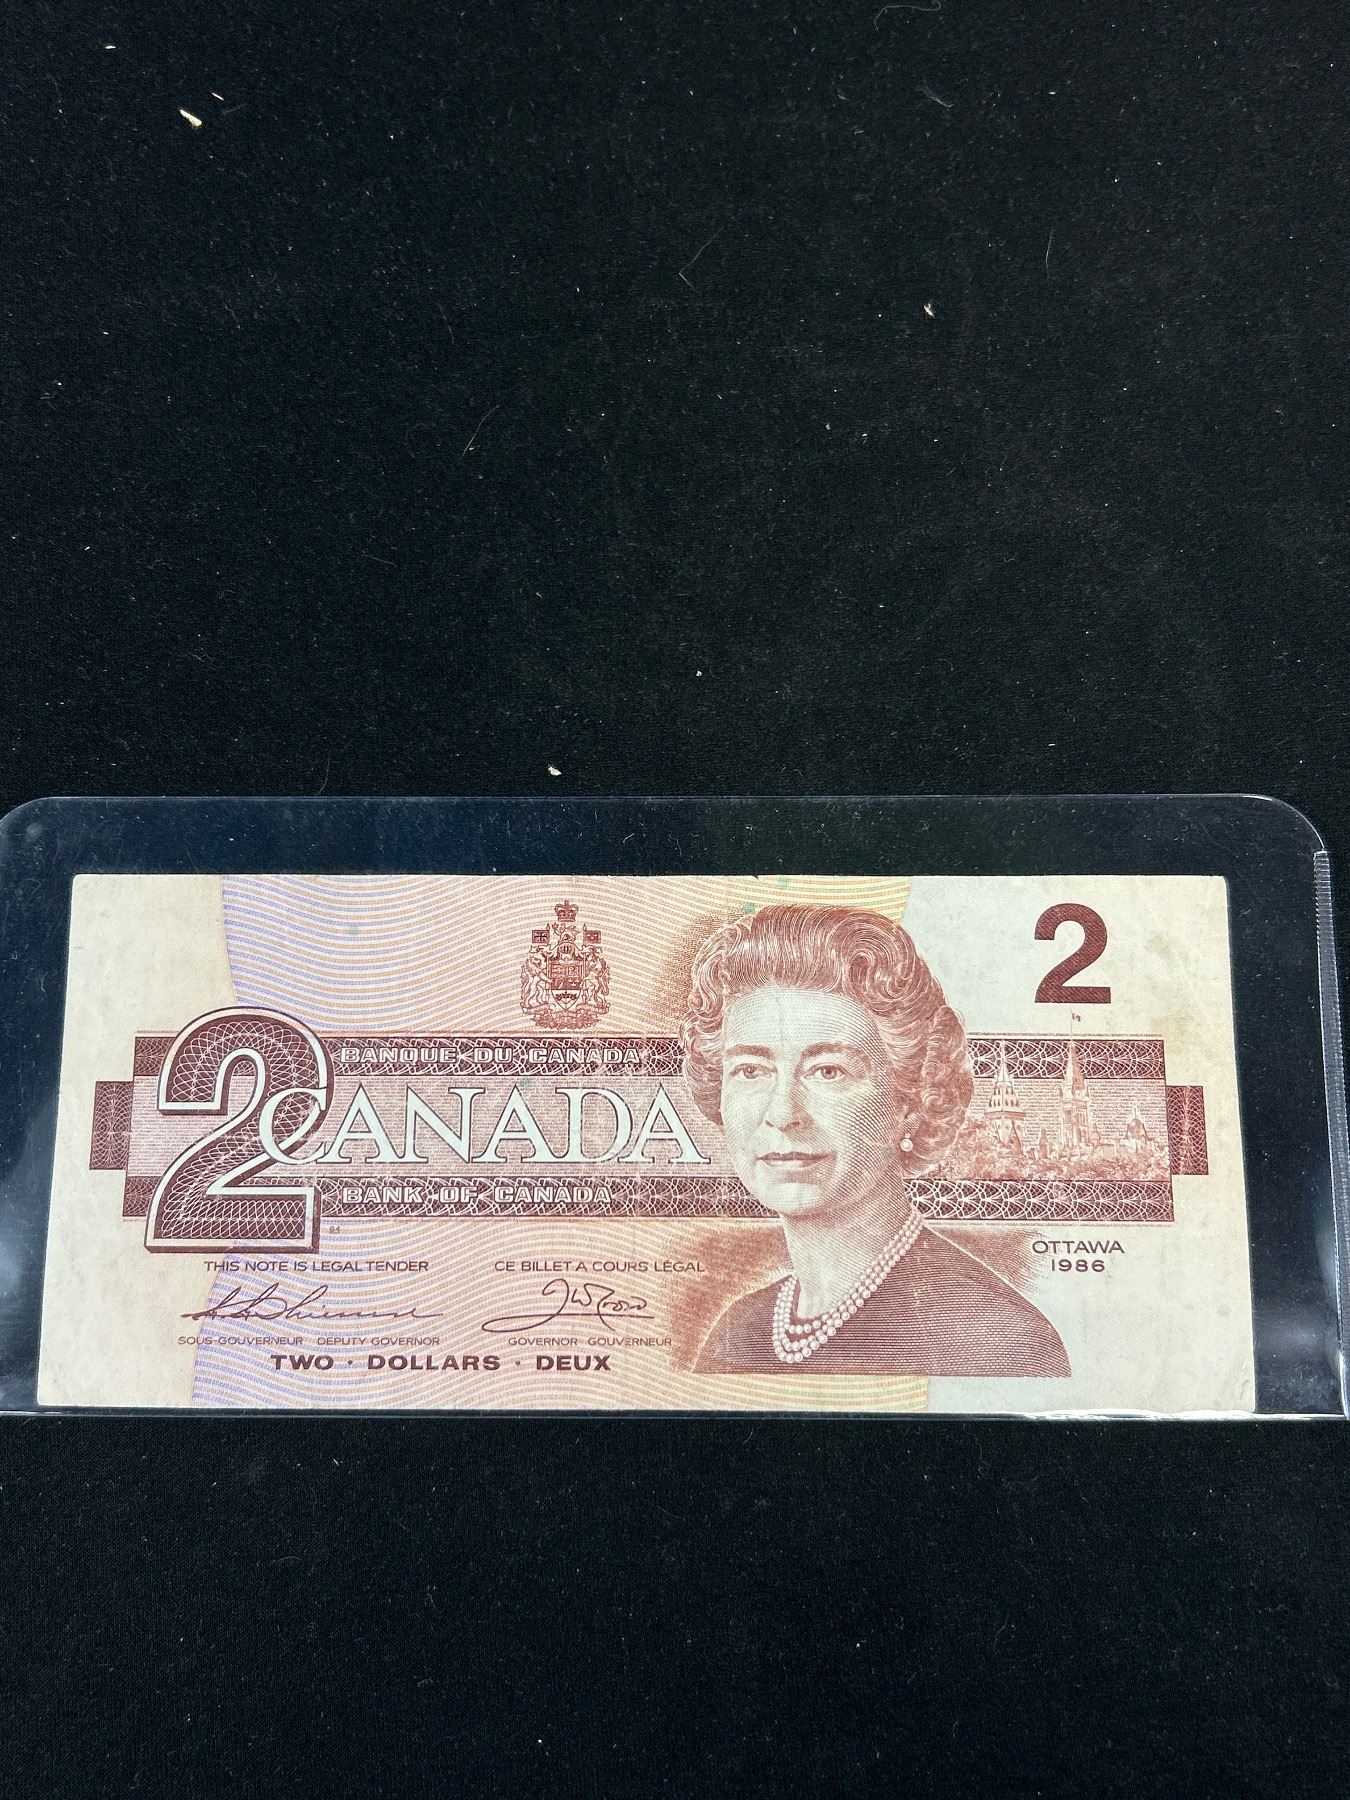 2
BANQUE DU CANADA
2 CANADA
BANK OF CANADA
OTTAWA
1986
THIS NOTE IS LEGAL TENDER CE BILLET A COURS LÉGAL
SOUS-GOUVERNEUR DEPUTY GOVERNOR GOVERNOR GOUVERNEUR
TWO · DOLLARS · DEUX